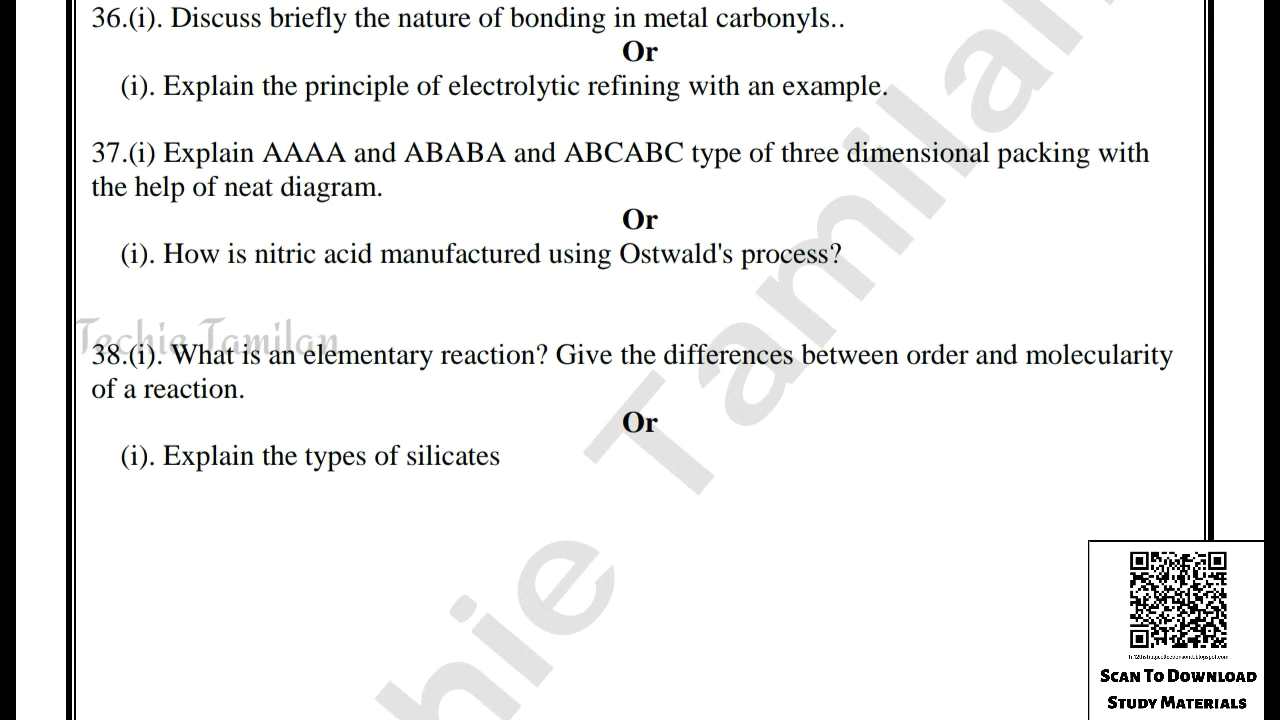 36.(i). Discuss briefly the nature of bonding in metal carbonyls..
Or
(i). Explain the principle of electrolytic refining with an example.
37.(i) Explain AAAA and ABABA and ABCABC type of three dimensional packing with
the help of neat diagram.
Or
(i). How is nitric acid manufactured using Ostwald's process?
Techie Tamilan
38.(i). What is an elementary reaction? Give the differences between order and molecularity
of a reaction.
Or
(i). Explain the types of silicates
hie Tamilan
SCAN TO DOWNLOAD
STUDY MATERIALS